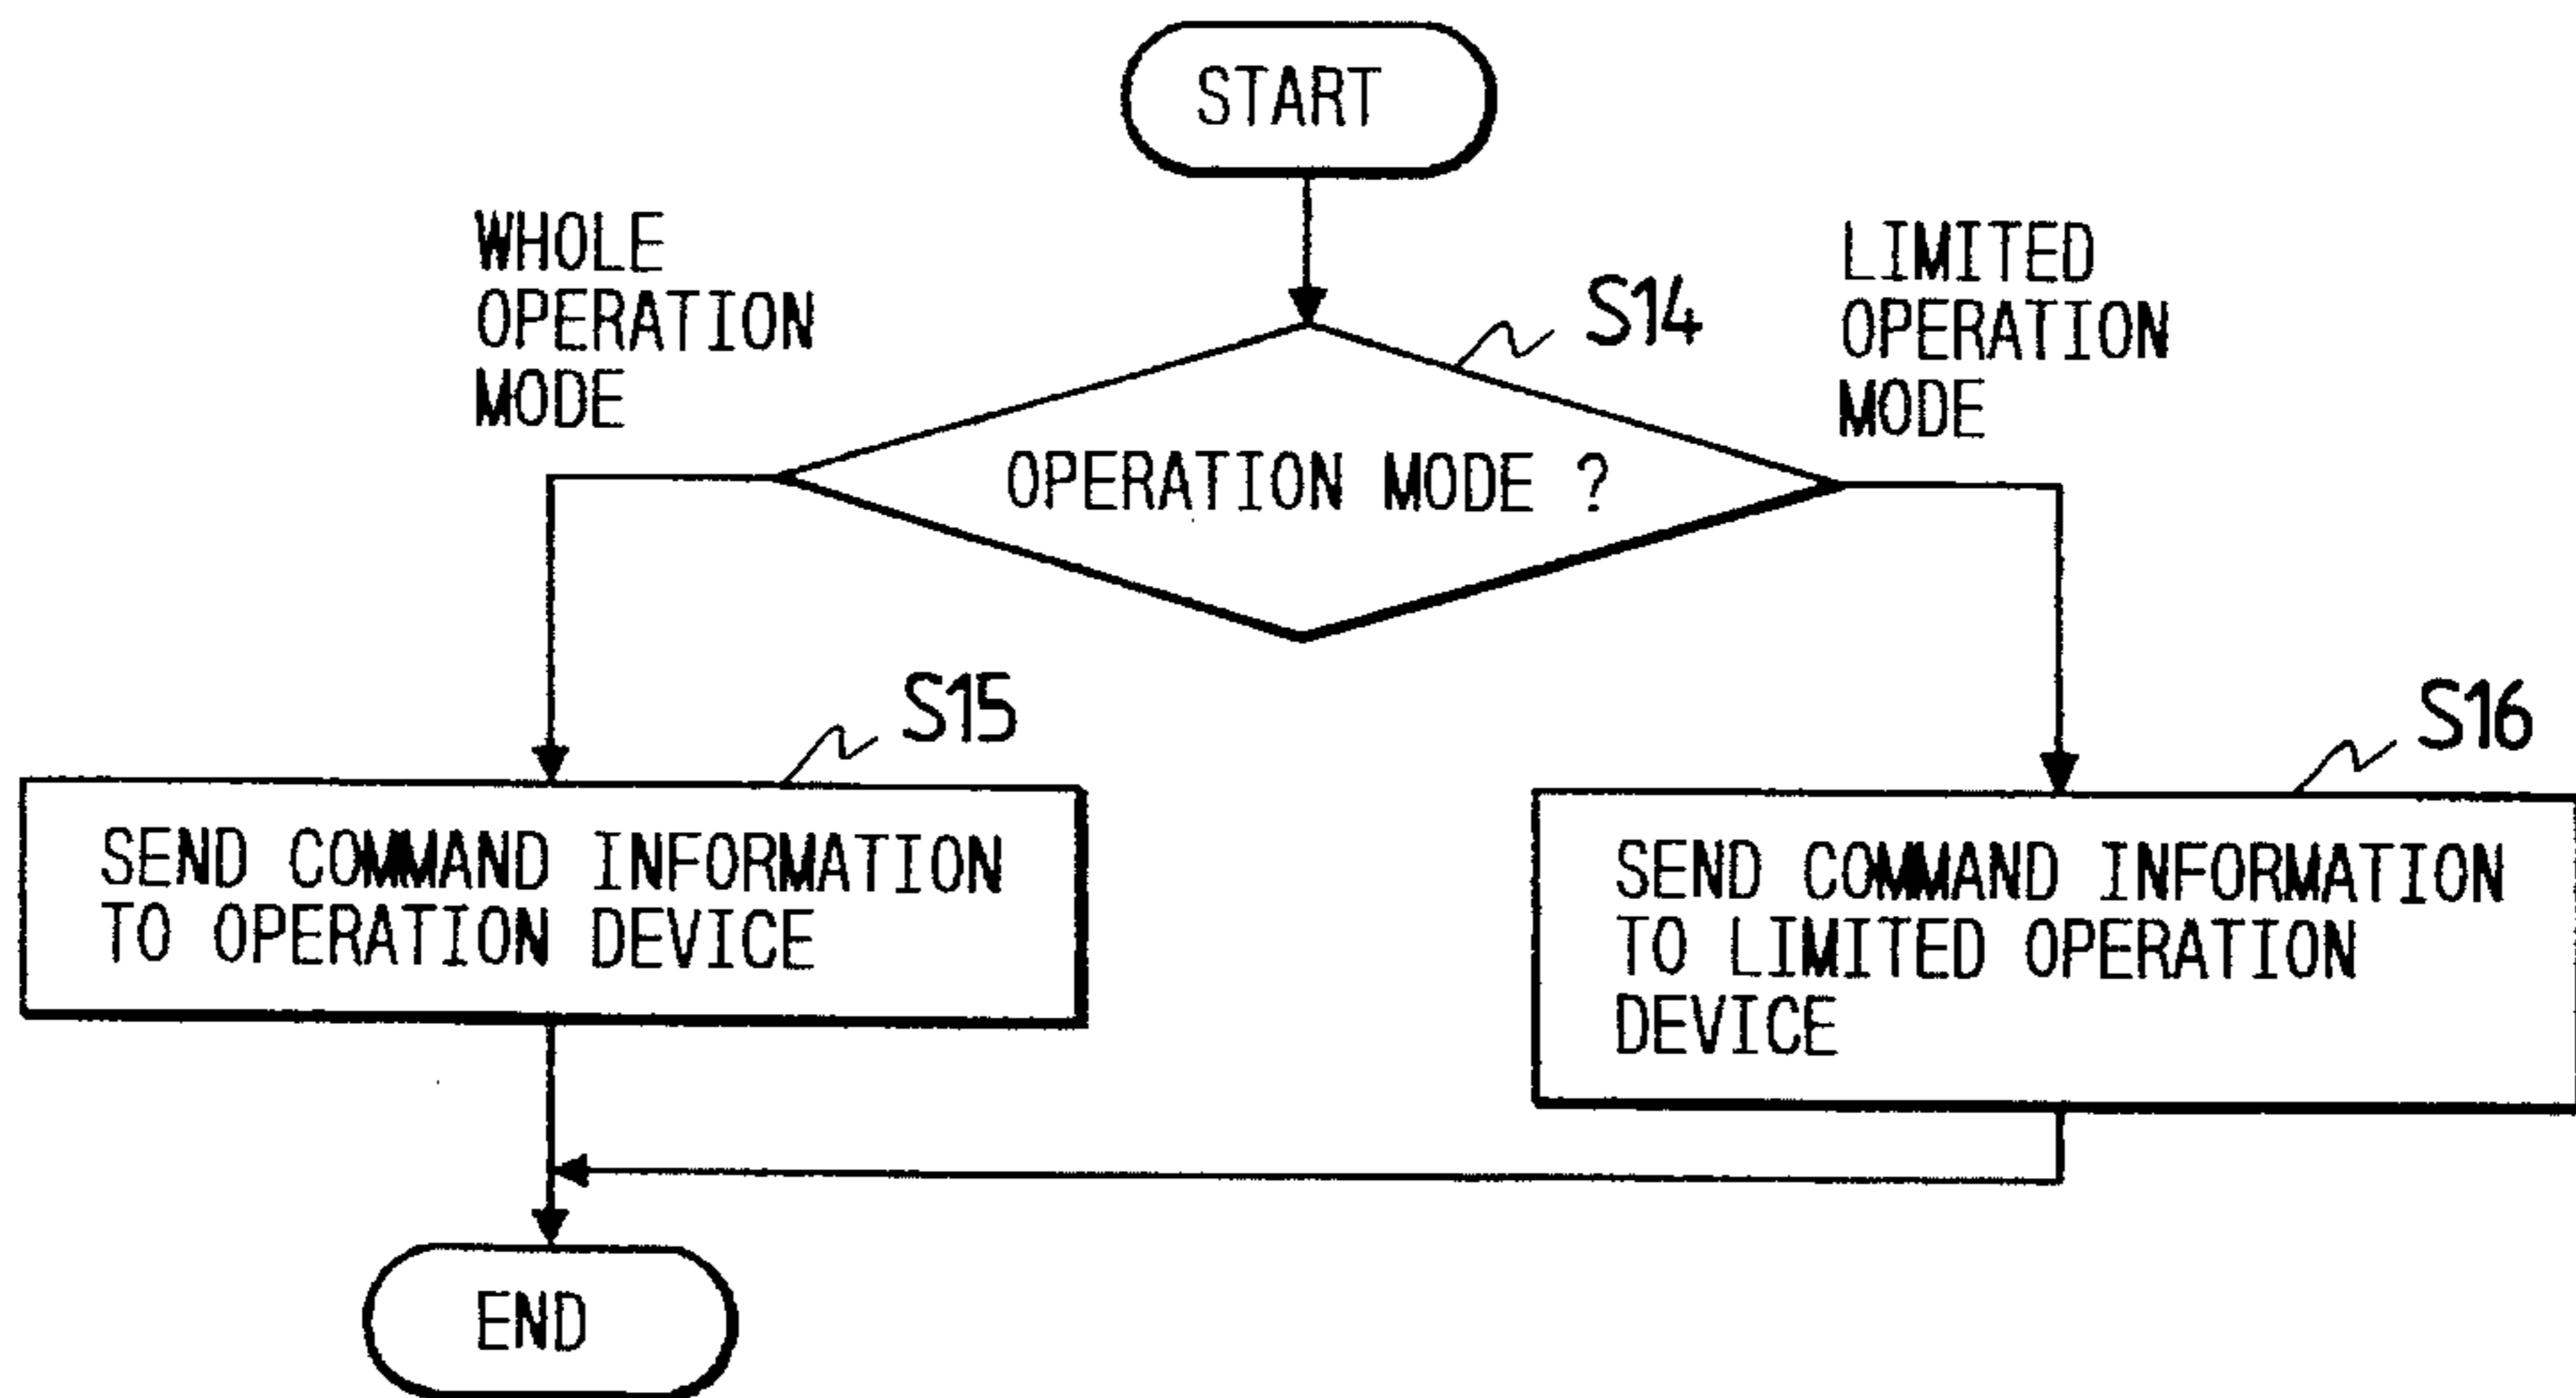 START
WHOLE
OPERATION
MODE
LIMITED
OPERATION
MODE
S14
OPERATION MODE ?
S15
SEND COMMAND INFORMATION
TO OPERATION DEVICE
S16
SEND COMMAND INFORMATION
TO LIMITED OPERATION
DEVICE
END